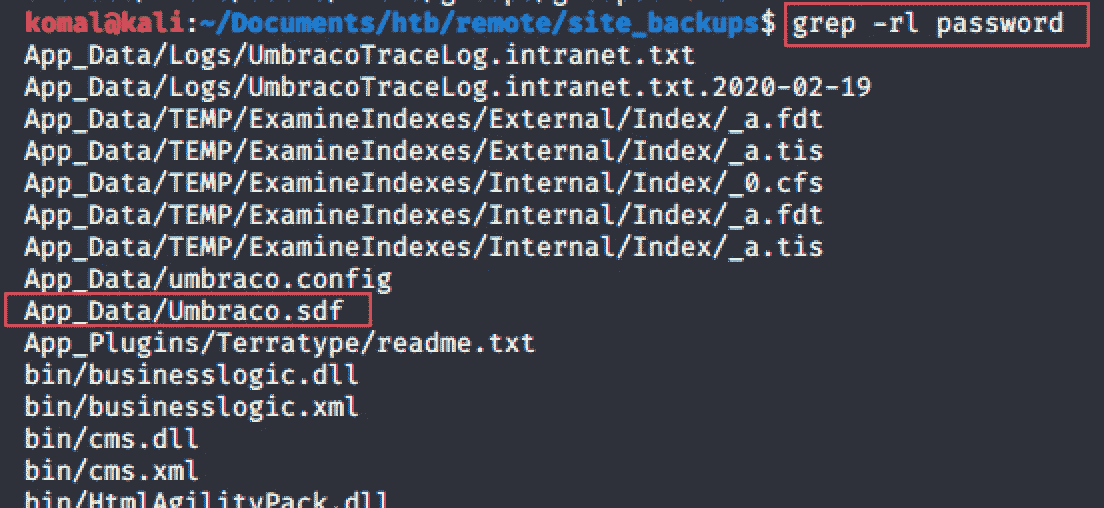 komal@kali:~/Documents/htb/remote/site_backups$ grep -rl password
App_Data/Logs/UmbracoTraceLog.intranet.txt
App_Data/Logs/UmbracoTraceLog.intranet.txt.2020-02-19
App_Data/TEMP/ExamineIndexes/External/Index/_a.fdt
App_Data/TEMP/ExamineIndexes/External/Index/_a.tis
App_Data/TEMP/ExamineIndexes/Internal/Index/_0.cfs
App_Data/TEMP/ExamineIndexes/Internal/Index/_a.fdt
App_Data/TEMP/ExamineIndexes/Internal/Index/_a.tis
App_Data/umbraco.config
App_Data/Umbraco.sdf
App_Plugins/Terratype/readme.txt
bin/businesslogic.dll
bin/businesslogic.xml
bin/cms.dll
bin/cms.xml
bin/HtmlAgilityPack.dll